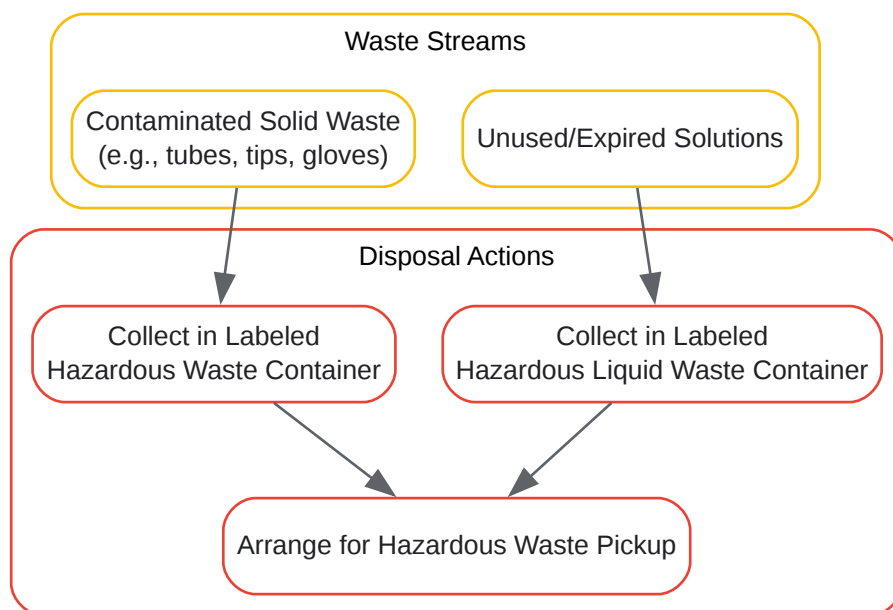 Waste Streams
Contaminated Solid Waste
(e.g., tubes, tips, gloves)
Unused/Expired Solutions
Disposal Actions
Collect in Labeled
Hazardous Waste Container
Collect in Labeled
Hazardous Liquid Waste Container
Arrange for Hazardous Waste Pickup